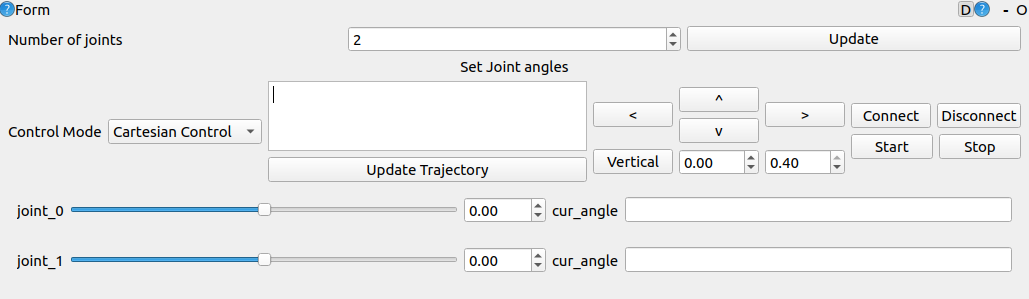 Form D - O
Number of joints 2 Update
Set Joint angles
Control Mode Cartesian Control < ^ v > Connect Disconnect
Update Trajectory Vertical 0.00 0.40 Start Stop
joint_0 0.00 cur_angle
joint_1 0.00 cur_angle